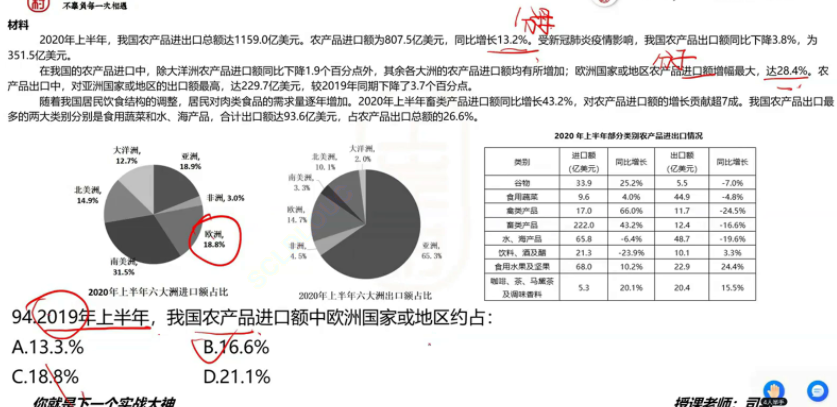 不辜负每一次相遇
材料
2020年上半年，我国农产品进出口总额达1159.0亿美元。农产品进口额为807.5亿美元，同比增长13.2%。受新冠肺炎疫情影响，我国农产品出口额同比下降3.8%，为
351.5亿美元。
在我国的农产品进口中，除大洋洲农产品进口额同比下降1.9个百分点外，其余各大洲的农产品进口额均有所增加；欧洲国家或地区农产品进口额增幅最大，达28.4%。农
产品出口中，对亚洲国家或地区的出口额最高，达229.7亿美元，较2019年同期下降了3.7个百分点。
随着我国居民饮食结构的调整，居民对肉类食品的需求量逐年增加。2020年上半年畜类产品进口额同比增长43.2%，对农产品进口额的增长贡献超7成。我国农产品出口最
多的两大类别分别是食用蔬菜和水、海产品，合计出口额达93.6亿美元，占农产品出口总额的26.6%。
分母
分子
大洋洲,
12.7%
亚洲,
18.9%
非洲, 3.0%
欧洲,
18.8%
南美洲,
31.5%
北美洲,
14.9%
2020年上半年六大洲进口额占比
大洋洲,
2.0%
北美洲,
10.1%
南美洲,
3.3%
欧洲,
14.7%
非洲,
4.5%
亚洲,
65.3%
2020年上半年六大洲出口额占比
2020 年上半年部分类别农产品进出口情况
类别 进口额(亿美元) 同比增长 出口额(亿美元) 同比增长
谷物 33.9 25.2% 5.5 -7.0%
食用蔬菜 9.6 4.0% 44.9 -4.8%
禽类产品 17.0 66.0% 11.7 -24.5%
畜类产品 222.0 43.2% 12.4 -16.6%
水、海产品 65.8 -6.4% 48.7 -19.6%
饮料、酒及醋 21.3 -23.9% 10.1 3.3%
食用水果及坚果 68.0 10.2% 22.9 24.4%
咖啡、茶、马黛茶及调味香料 5.3 20.1% 20.4 15.5%
94.2019年上半年，我国农产品进口额中欧洲国家或地区约占：
A.13.3.% B.16.6%
C.18.8% D.21.1%
你就是下一个实战大神
授课老师：司